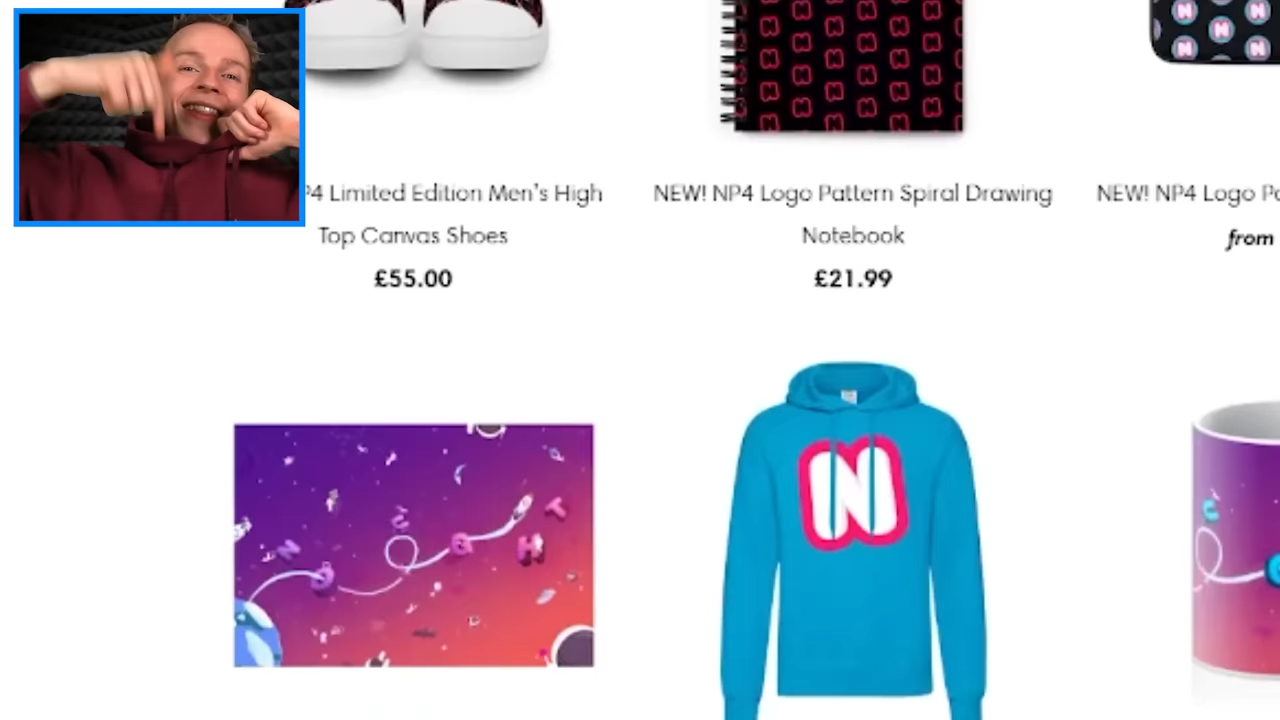 P4 Limited Edition Men's High
Top Canvas Shoes
£55.00
NEW! NP4 Logo Pattern Spiral Drawing
Notebook
£21.99
NEW! NP4 Logo
from
N